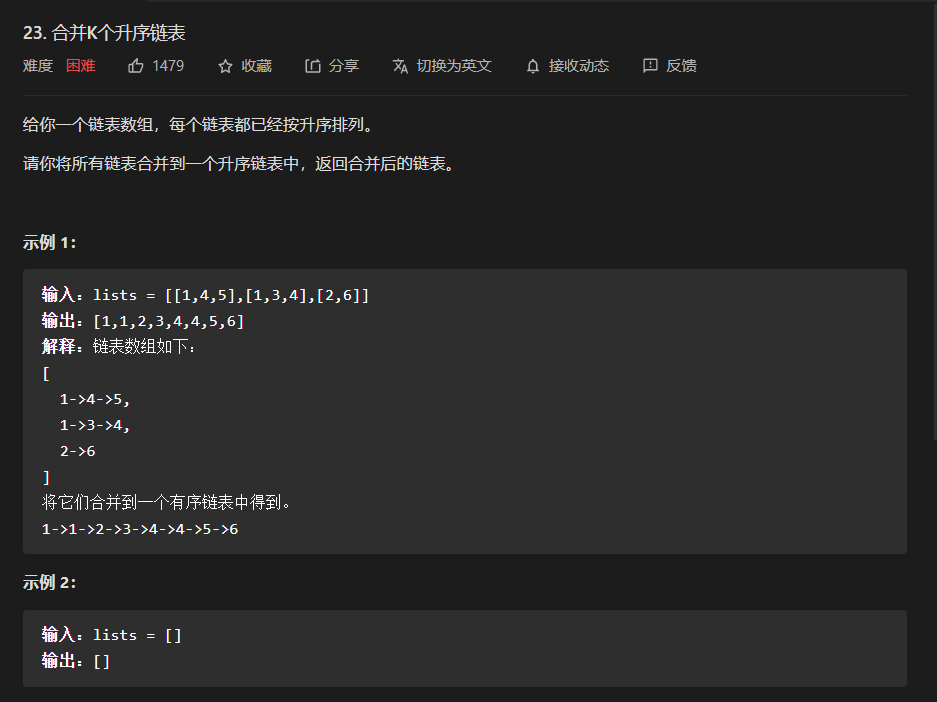 23. 合并K个升序链表
难度 困难 1479 收藏 分享 切换为英文 接收动态 反馈
给你一个链表数组，每个链表都已经按升序排列。
请你将所有链表合并到一个升序链表中，返回合并后的链表。
示例 1：
输入：lists = [[1,4,5],[1,3,4],[2,6]]
输出：[1,1,2,3,4,4,5,6]
解释：链表数组如下：
[
1->4->5,
1->3->4,
2->6
]
将它们合并到一个有序链表中得到。
1->1->2->3->4->4->5->6
示例 2：
输入：lists = []
输出：[]